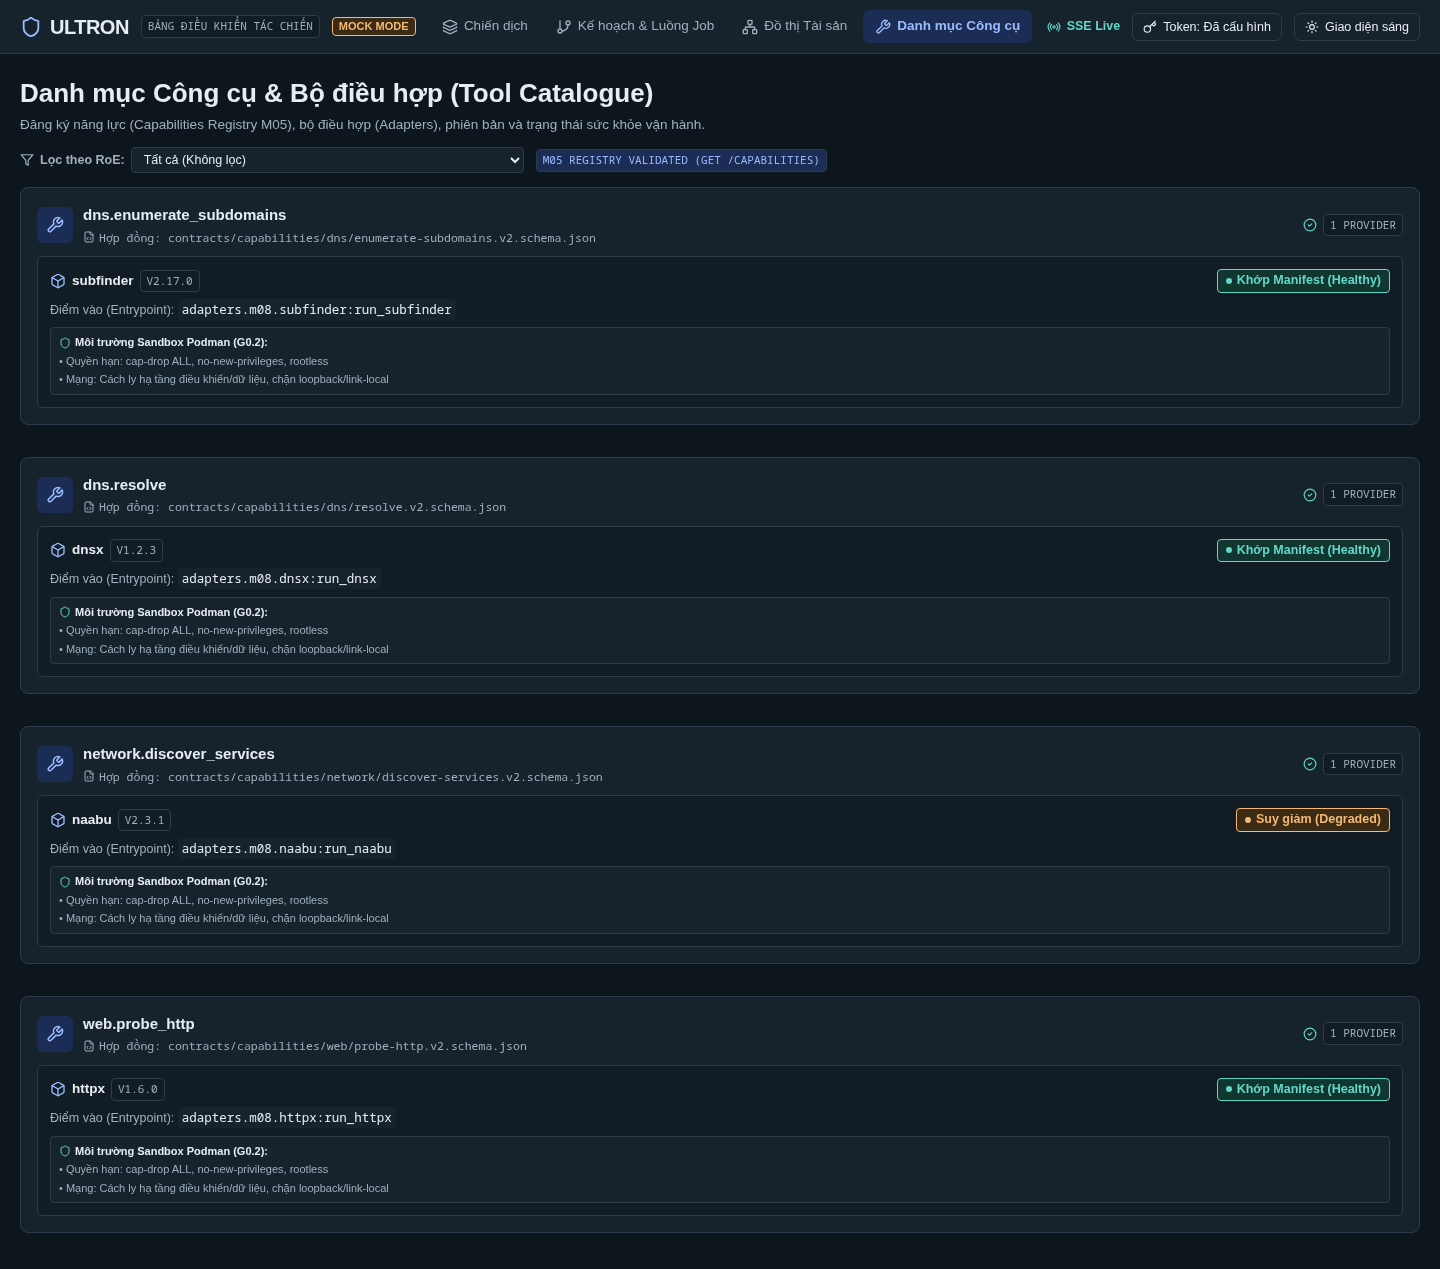 ULTRON BẢNG ĐIỀU KHIỂN TÁC CHIẾN MOCK MODE Chiến dịch Kế hoạch & Luồng Job Đồ thị Tài sản Danh mục Công cụ SSE Live Token: Đã cấu hình Giao diện sáng
Danh mục Công cụ & Bộ điều hợp (Tool Catalogue)
Đăng ký năng lực (Capabilities Registry M05), bộ điều hợp (Adapters), phiên bản và trạng thái sức khỏe vận hành.
Lọc theo RoE: Tất cả (Không lọc) M05 REGISTRY VALIDATED (GET /CAPABILITIES)
dns.enumerate_subdomains
Hợp đồng: contracts/capabilities/dns/enumerate-subdomains.v2.schema.json
1 PROVIDER
subfinder V2.17.0 Khớp Manifest (Healthy)
Điểm vào (Entrypoint): adapters.m08.subfinder:run_subfinder
Môi trường Sandbox Podman (G0.2):
• Quyền hạn: cap-drop ALL, no-new-privileges, rootless
• Mạng: Cách ly hạ tầng điều khiển/dữ liệu, chặn loopback/link-local
dns.resolve
Hợp đồng: contracts/capabilities/dns/resolve.v2.schema.json
1 PROVIDER
dnsx V1.2.3 Khớp Manifest (Healthy)
Điểm vào (Entrypoint): adapters.m08.dnsx:run_dnsx
Môi trường Sandbox Podman (G0.2):
• Quyền hạn: cap-drop ALL, no-new-privileges, rootless
• Mạng: Cách ly hạ tầng điều khiển/dữ liệu, chặn loopback/link-local
network.discover_services
Hợp đồng: contracts/capabilities/network/discover-services.v2.schema.json
1 PROVIDER
naabu V2.3.1 Suy giảm (Degraded)
Điểm vào (Entrypoint): adapters.m08.naabu:run_naabu
Môi trường Sandbox Podman (G0.2):
• Quyền hạn: cap-drop ALL, no-new-privileges, rootless
• Mạng: Cách ly hạ tầng điều khiển/dữ liệu, chặn loopback/link-local
web.probe_http
Hợp đồng: contracts/capabilities/web/probe-http.v2.schema.json
1 PROVIDER
httpx V1.6.0 Khớp Manifest (Healthy)
Điểm vào (Entrypoint): adapters.m08.httpx:run_httpx
Môi trường Sandbox Podman (G0.2):
• Quyền hạn: cap-drop ALL, no-new-privileges, rootless
• Mạng: Cách ly hạ tầng điều khiển/dữ liệu, chặn loopback/link-local